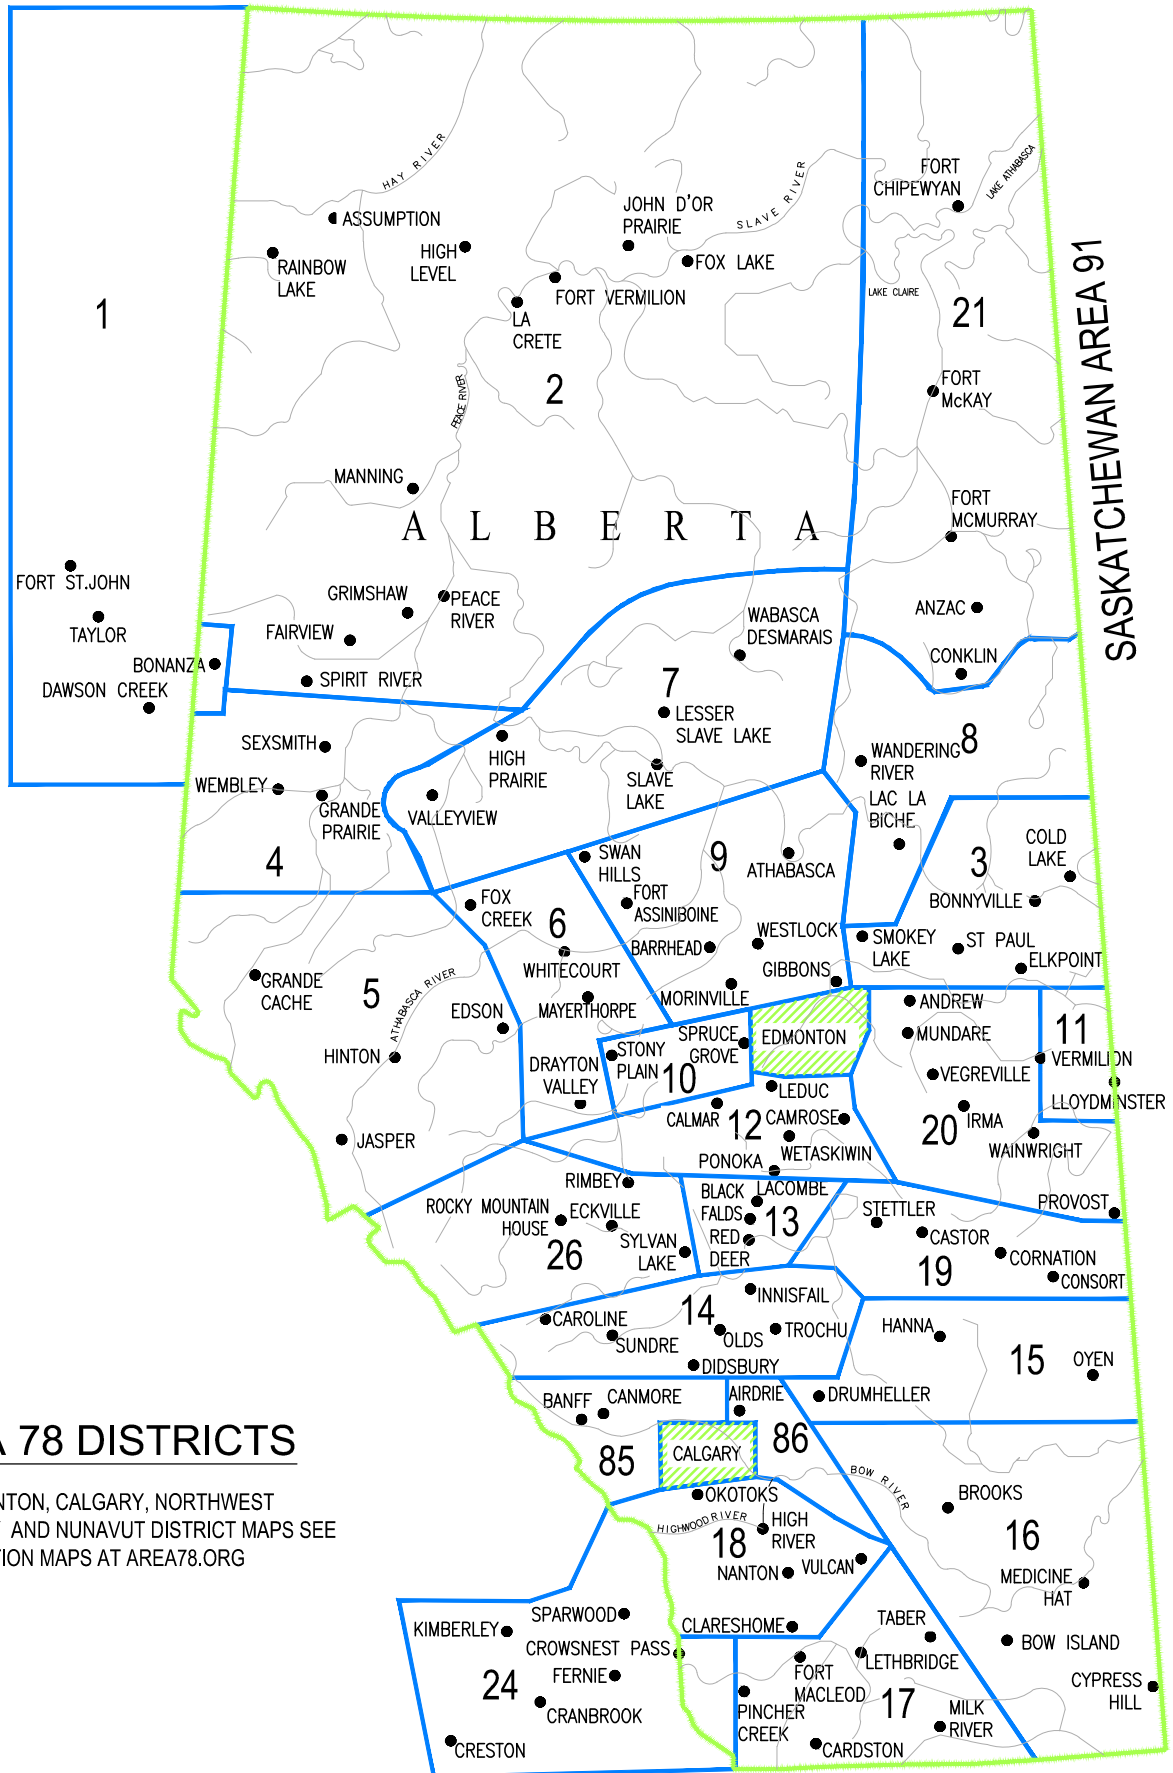 HAY RIVER
SLAVE RIVER
FORT
CHIPEWYAN
LAKE ATHABASCA
ASSUMPTION
JOHN D'OR
PRAIRIE
HIGH
LEVEL
RAINBOW
LAKE
FOX LAKE
FORT VERMILION
LAKE CLAIRE
LA
CRETE
1
21
2
SASKATCHEWAN AREA 91
PEACE RIVER
FORT
McKAY
MANNING
FORT
MCMURRAY
ALBERTA
FORT ST.JOHN
TAYLOR
GRIMSHAW
PEACE
RIVER
FAIRVIEW
WABASCA
DESMARAIS
ANZAC
BONANZA
DAWSON CREEK
SPIRIT RIVER
CONKLIN
7
LESSER
SLAVE LAKE
SEXSMITH
HIGH
PRAIRIE
WANDERING
RIVER
8
WEMBLEY
GRANDE
PRAIRIE
VALLEYVIEW
SLAVE
LAKE
LAC LA
BICHE
4
SWAN
HILLS
9
ATHABASCA
3
COLD
LAKE
FOX
CREEK
FORT
ASSINIBOINE
BONNYVILLE
6
WHITECOURT
BARRHEAD
WESTLOCK
SMOKEY
LAKE
ST PAUL
ELKPOINT
GRANDE
CACHE
5
ATHABASCA RIVER
MAYERTHORPE
MORINVILLE
GIBBONS
EDSON
ANDREW
MUNDARE
11
HINTON
DRAYTON
VALLEY
STONY
PLAIN
SPRUCE
GROVE
10
EDMONTON
VERMILION
VEGREVILLE
LLOYDMINSTER
LEDUC
CALMAR
12
CAMROSE
WETASKIWIN
20
IRMA
WAINWRIGHT
JASPER
PONOKA
RIMBEY
BLACK
FALDS
LACOMBE
13
STETTLER
PROVOST
ROCKY MOUNTAIN
HOUSE
ECKVILLE
26
SYLVAN
LAKE
RED
DEER
CASTOR
19
CORNATION
CONSORT
INNISFAIL
CAROLINE
14
SUNDRE
OLDS
TROCHU
HANNA
15
OYEN
DIDSBURY
BANFF
CANMORE
AIRDRIE
DRUMHELLER
A 78 DISTRICTS
85
CALGARY
86
NTON, CALGARY, NORTHWEST
AND NUNAVUT DISTRICT MAPS SEE
ION MAPS AT AREA78.ORG
BOW RIVER
OKOTOKS
BROOKS
HIGHWOOD RIVER
HIGH
RIVER
18
16
NANTON
VULCAN
MEDICINE
HAT
KIMBERLEY
SPARWOOD
CLARESHOME
TABER
CROWSNEST PASS
BOW ISLAND
FERNIE
24
FORT
MACLEOD
LETHBRIDGE
CYPRESS
HILL
CRANBROOK
PINCHER
CREEK
17
MILK
RIVER
CRESTON
CARDSTON